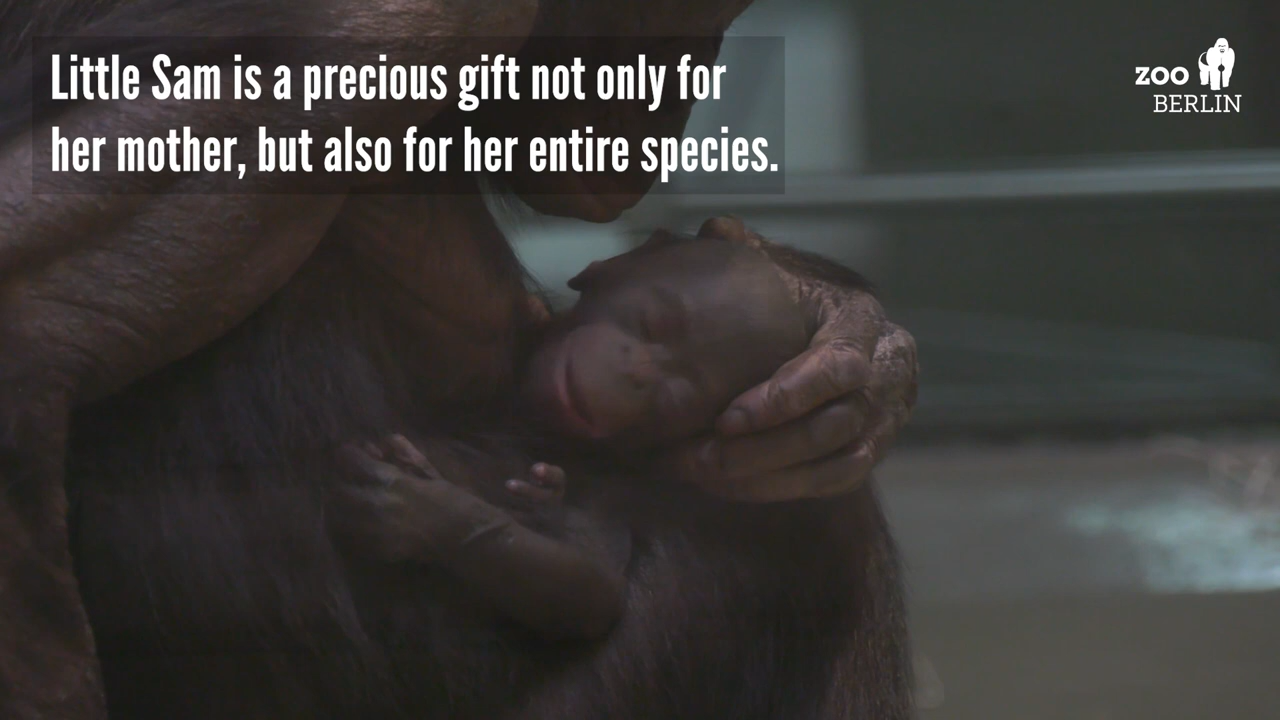 Little Sam is a precious gift not only for
her mother, but also for her entire species.
ZOO
BERLIN